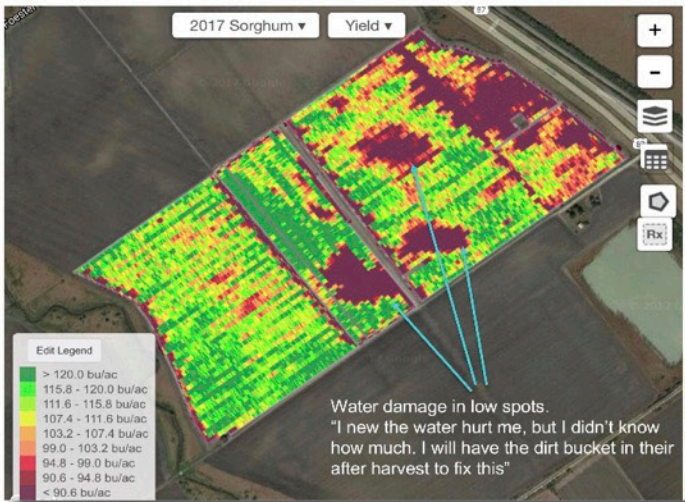 Foester
87
2017 Sorghum ▾
Yield ▾
+
−
Rx
Edit Legend
> 120.0 bu/ac
115.8 - 120.0 bu/ac
111.6 - 115.8 bu/ac
107.4 - 111.6 bu/ac
103.2 - 107.4 bu/ac
99.0 - 103.2 bu/ac
94.8 - 99.0 bu/ac
90.6 - 94.8 bu/ac
< 90.6 bu/ac
Water damage in low spots.
“I new the water hurt me, but I didn’t know
how much. I will have the dirt bucket in their
after harvest to fix this”